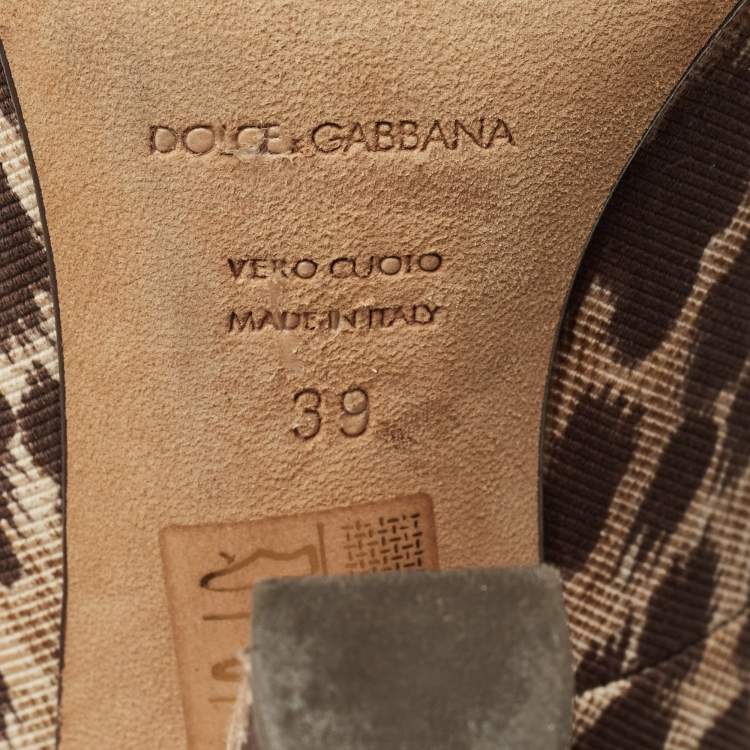 DOLCE & GABBANA
VERO CUOIO
MADE IN ITALY
39